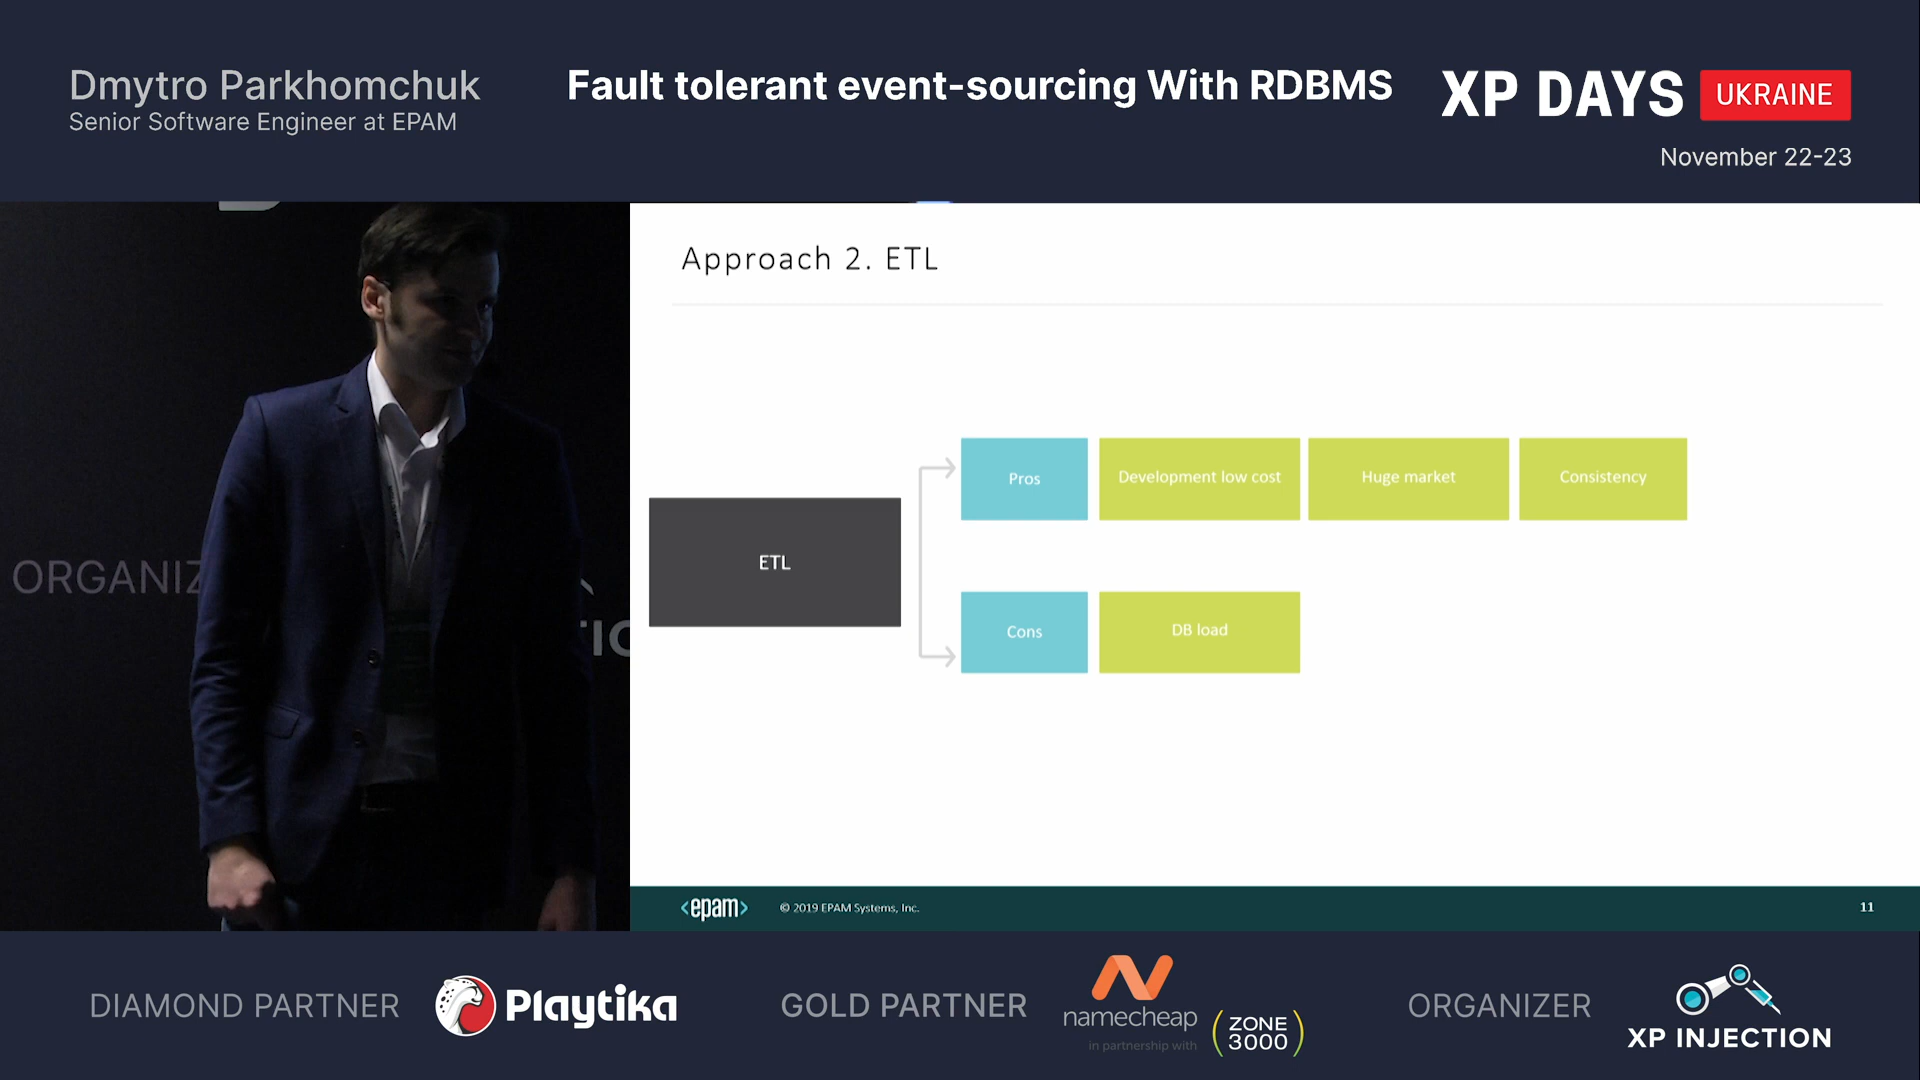 Dmytro Parkhomchuk
Senior Software Engineer at EPAM
Fault tolerant event-sourcing With RDBMS
XP DAYS UKRAINE
November 22-23
ORGANIZ
Approach 2. ETL
ETL
Pros
Development low cost
Huge market
Consistency
Cons
DB load
<epam>
© 2019 EPAM Systems, Inc.
11
DIAMOND PARTNER
Playtika
GOLD PARTNER
namecheap
in partnership with
ZONE
3000
ORGANIZER
XP INJECTION